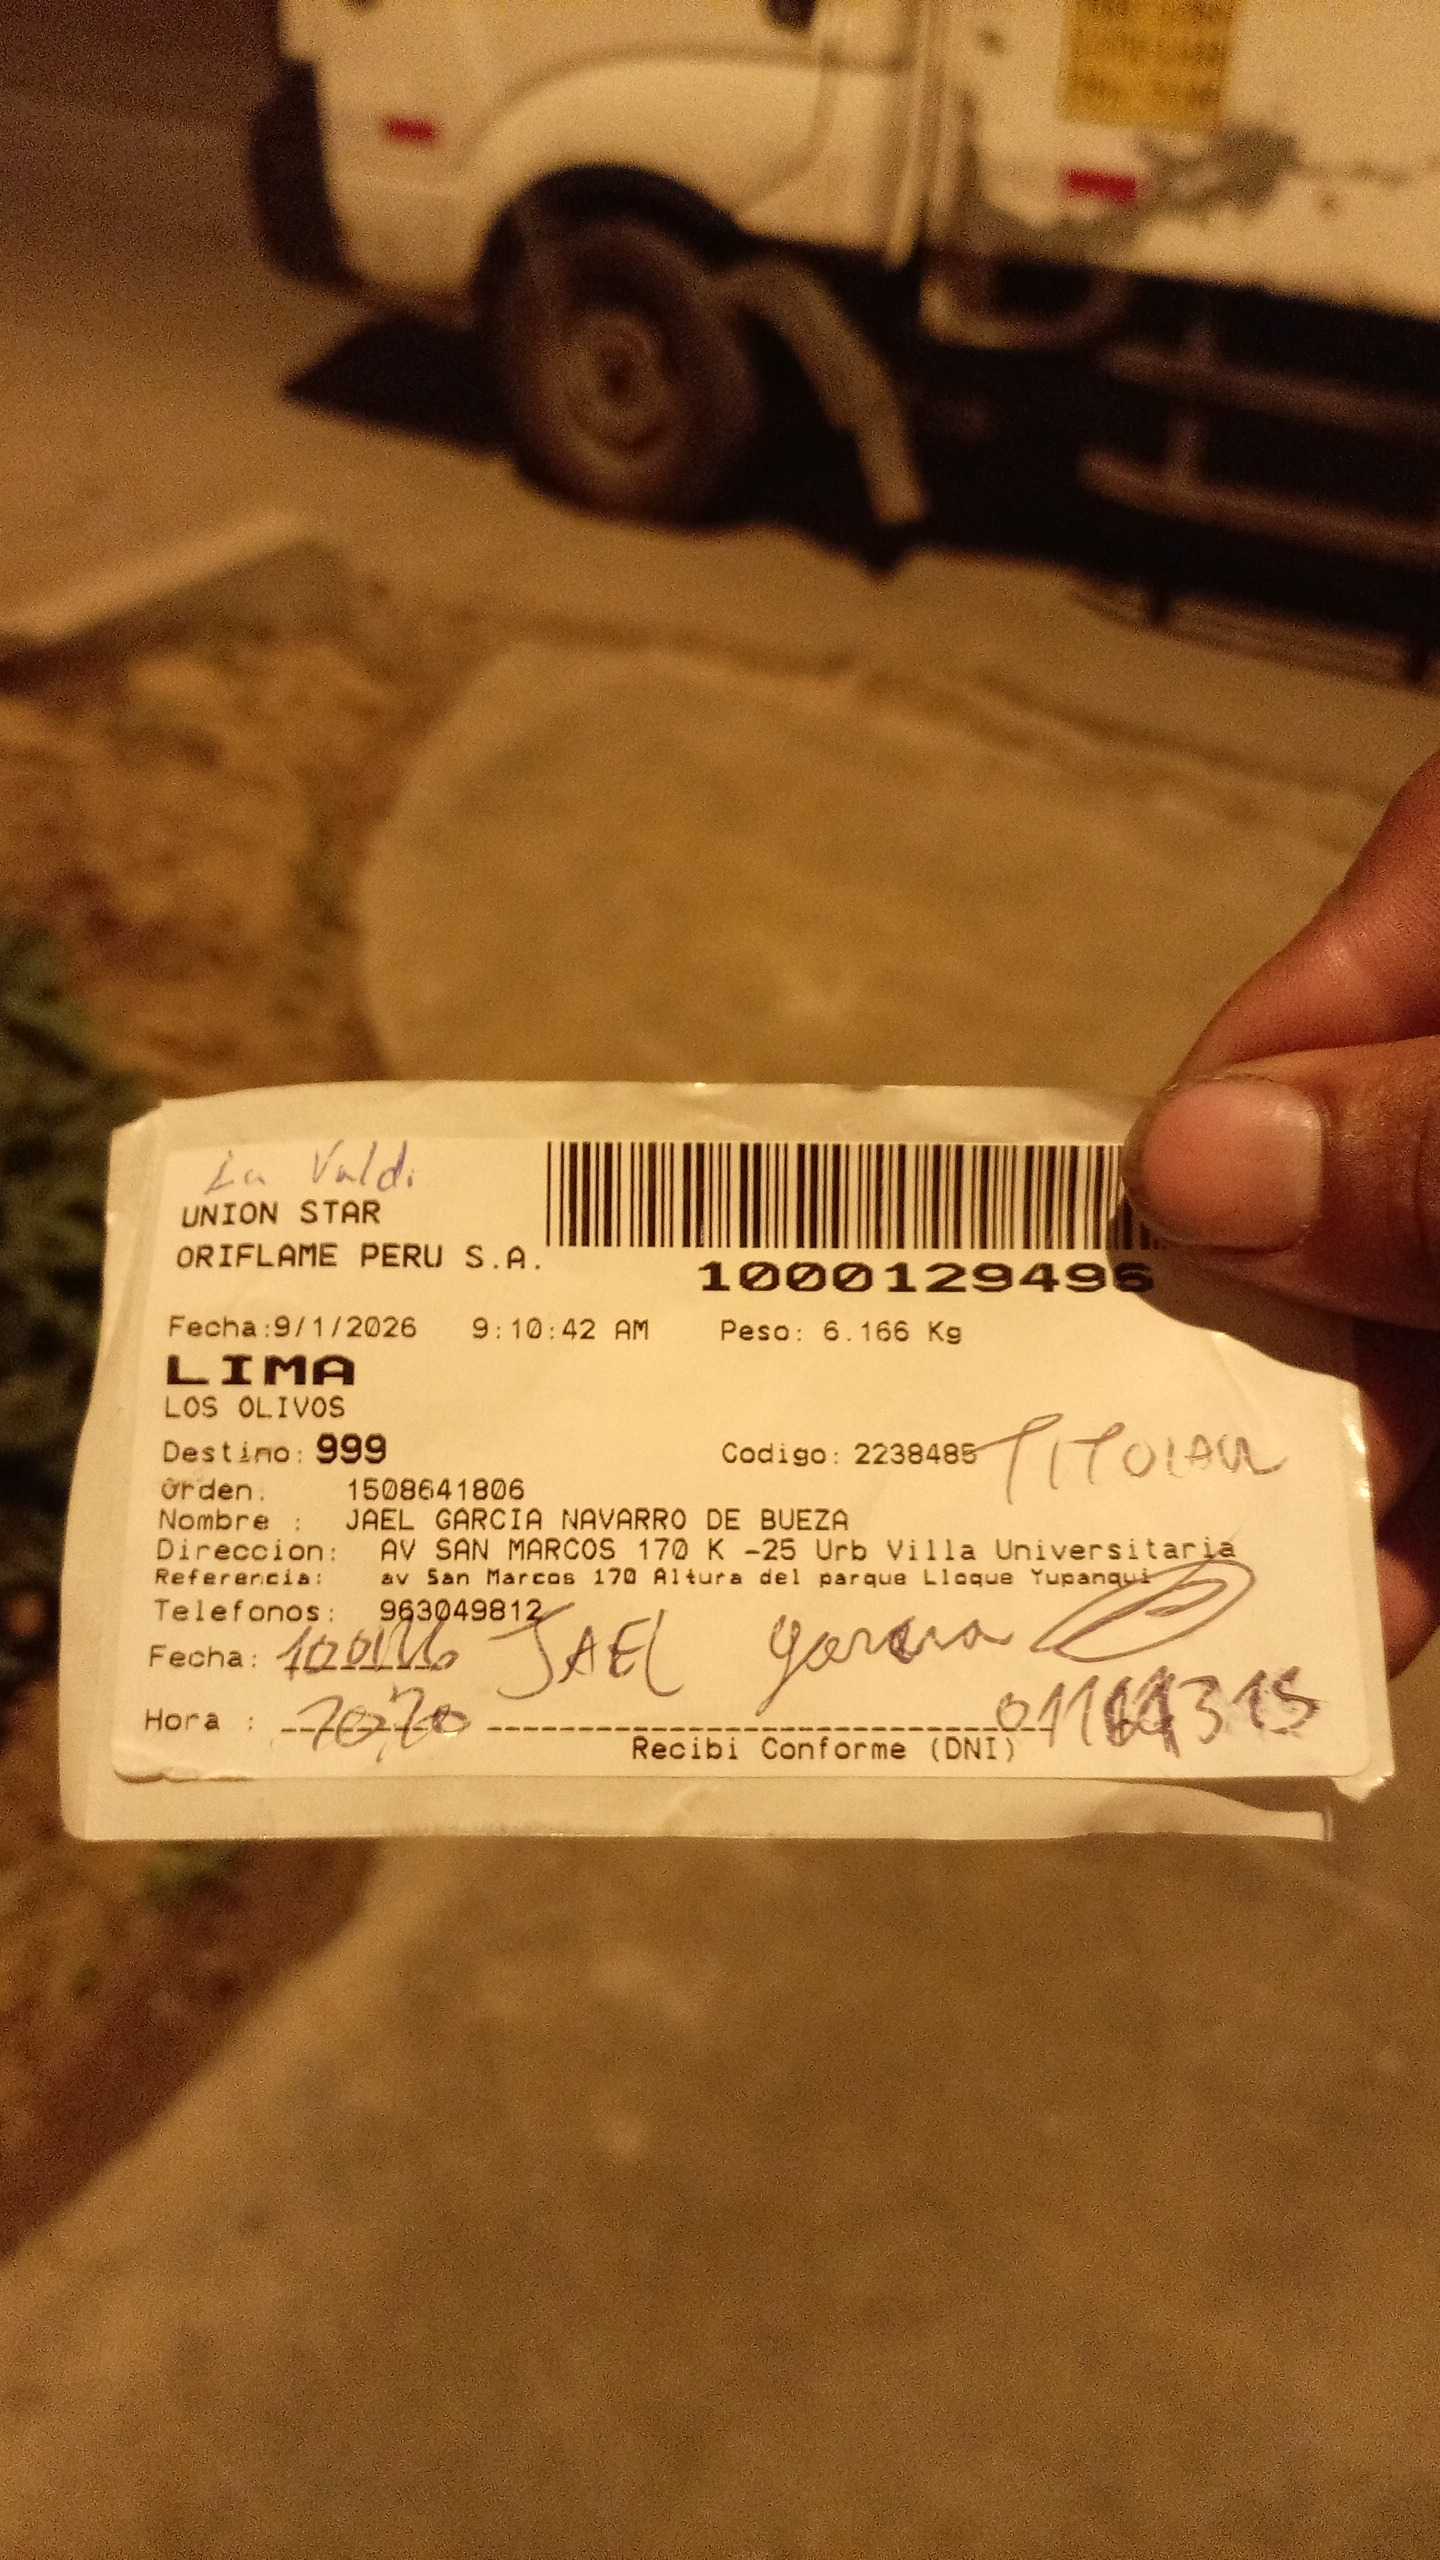 La Valdi
UNION STAR
ORIFLAME PERU S.A.
1000129496
Fecha:9/1/2026 9:10:42 AM Peso: 6.166 Kg
LIMA
LOS OLIVOS
Destino: 999 Codigo: 2238485 TITULAR
Orden: 1508641806
Nombre : JAEL GARCIA NAVARRO DE BUEZA
Direccion: AV SAN MARCOS 170 K -25 Urb Villa Universitaria
Referencia: av San Marcos 170 Altura del parque Lloque Yupanqui
Telefonos: 963049812
Fecha: JAEL Garcia
Hora :
Recibi Conforme (DNI)